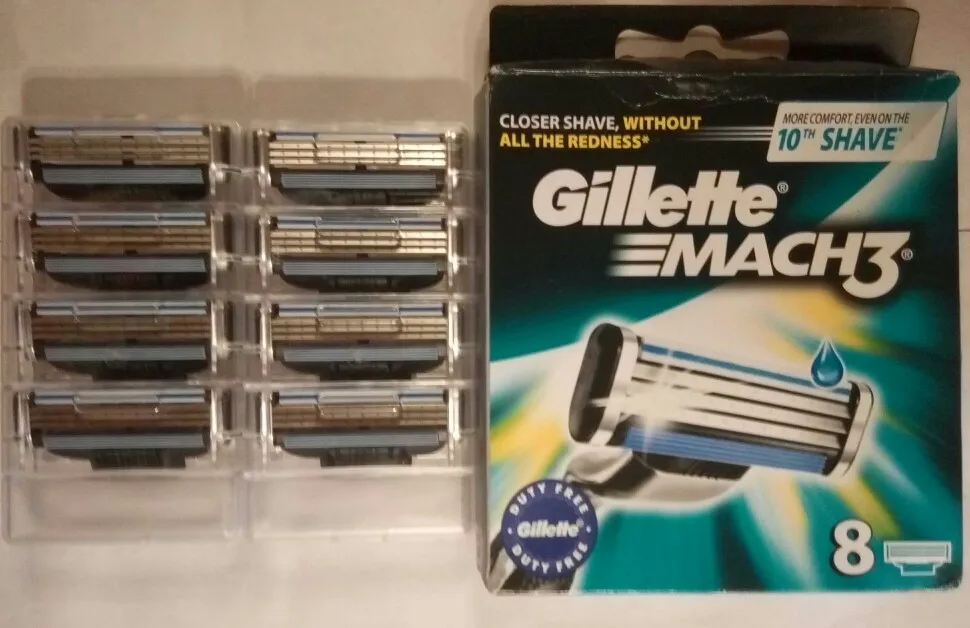 CLOSER SHAVE, WITHOUT
ALL THE REDNESS*
MORE COMFORT, EVEN ON THE
10TH SHAVE*
Gillette®
MACH3®
DUTY FREE
Gillette®
DUTY FREE
8